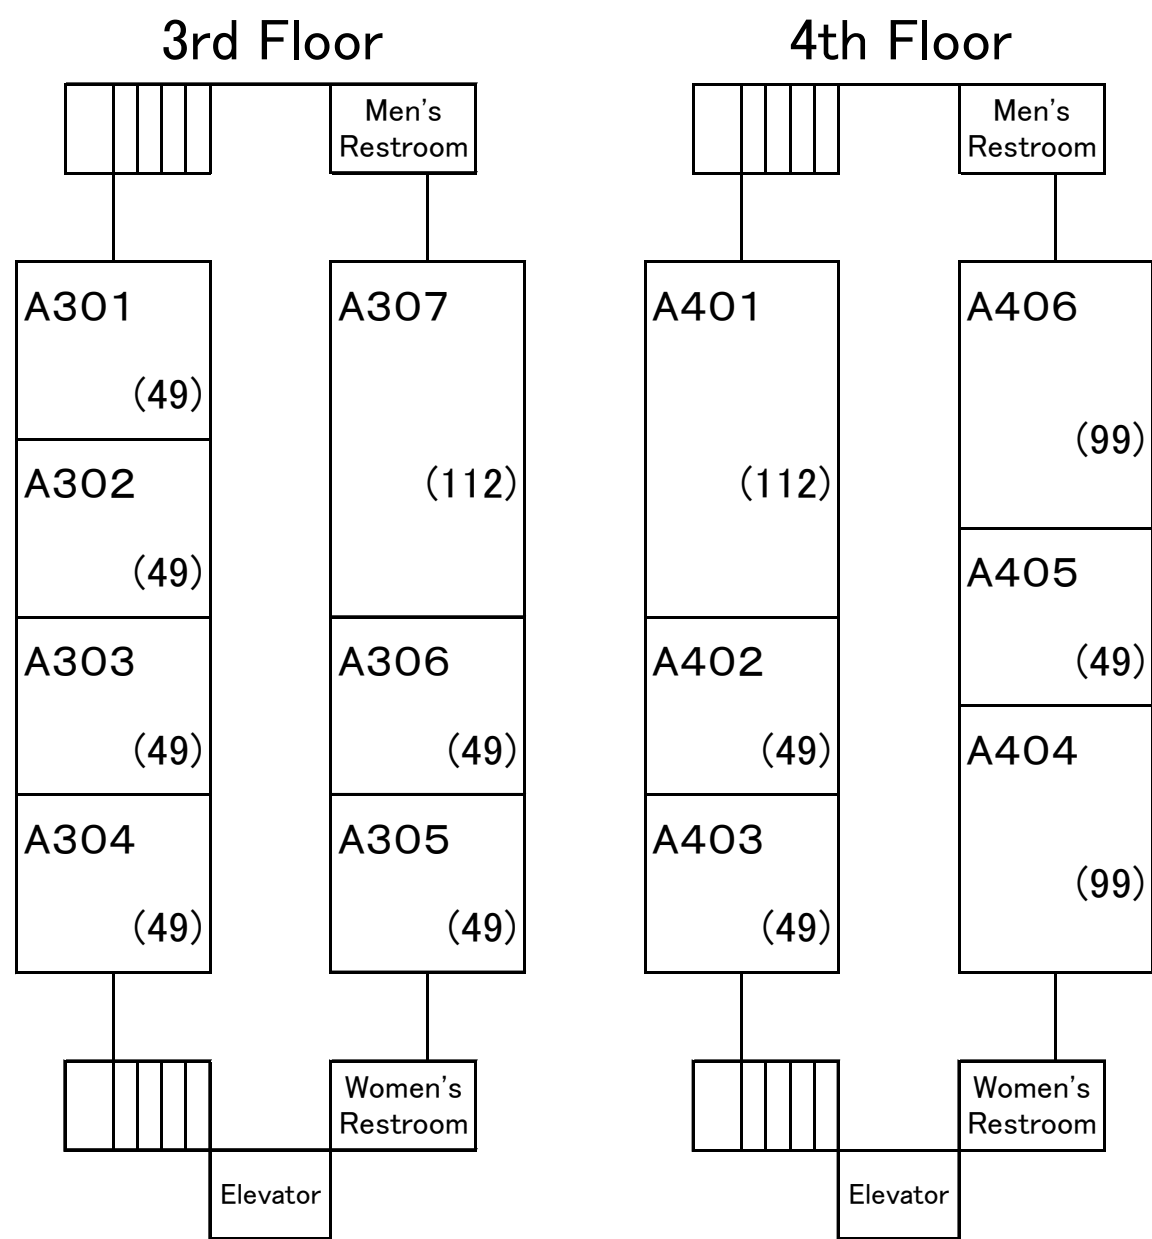 3rd Floor
Men's
Restroom
A301
(49)
A302
(49)
A303
(49)
A304
(49)
A307
(112)
A306
(49)
A305
(49)
Women's
Restroom
Elevator
4th Floor
Men's
Restroom
A401
(112)
A402
(49)
A403
(49)
A406
(99)
A405
(49)
A404
(99)
Women's
Restroom
Elevator